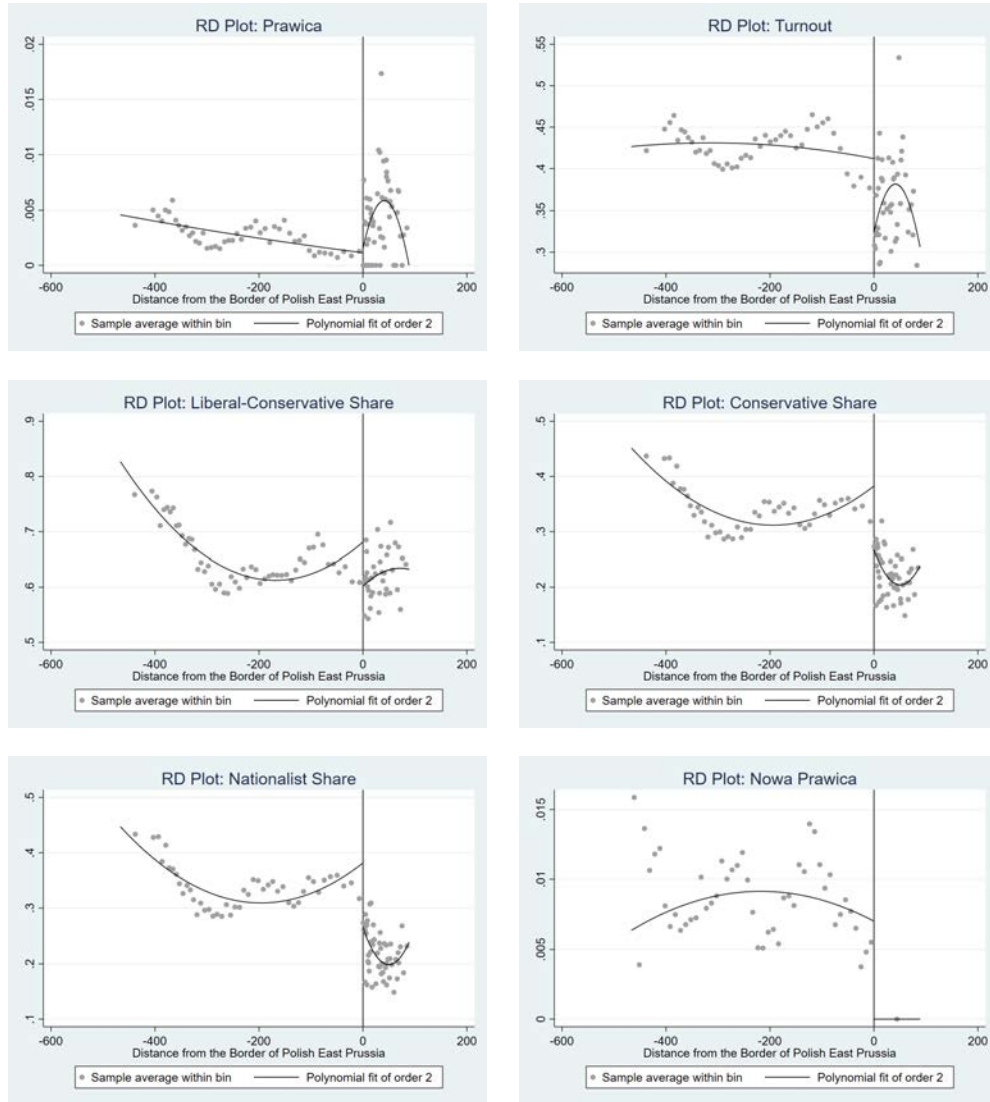 RD Plot: Prawica
.02
.015
.01
.005
0
-600
-400
-200
0
200
Distance from the Border of Polish East Prussia
Sample average within bin
Polynomial fit of order 2
RD Plot: Turnout
.55
.5
.45
.4
.35
.3
-600
-400
-200
0
200
Distance from the Border of Polish East Prussia
Sample average within bin
Polynomial fit of order 2
RD Plot: Liberal-Conservative Share
.9
.8
.7
.6
.5
-600
-400
-200
0
200
Distance from the Border of Polish East Prussia
Sample average within bin
Polynomial fit of order 2
RD Plot: Conservative Share
.5
.4
.3
.2
.1
-600
-400
-200
0
200
Distance from the Border of Polish East Prussia
Sample average within bin
Polynomial fit of order 2
RD Plot: Nationalist Share
.5
.4
.3
.2
.1
-600
-400
-200
0
200
Distance from the Border of Polish East Prussia
Sample average within bin
Polynomial fit of order 2
RD Plot: Nowa Prawica
.015
.01
.005
0
-600
-400
-200
0
200
Distance from the Border of Polish East Prussia
Sample average within bin
Polynomial fit of order 2